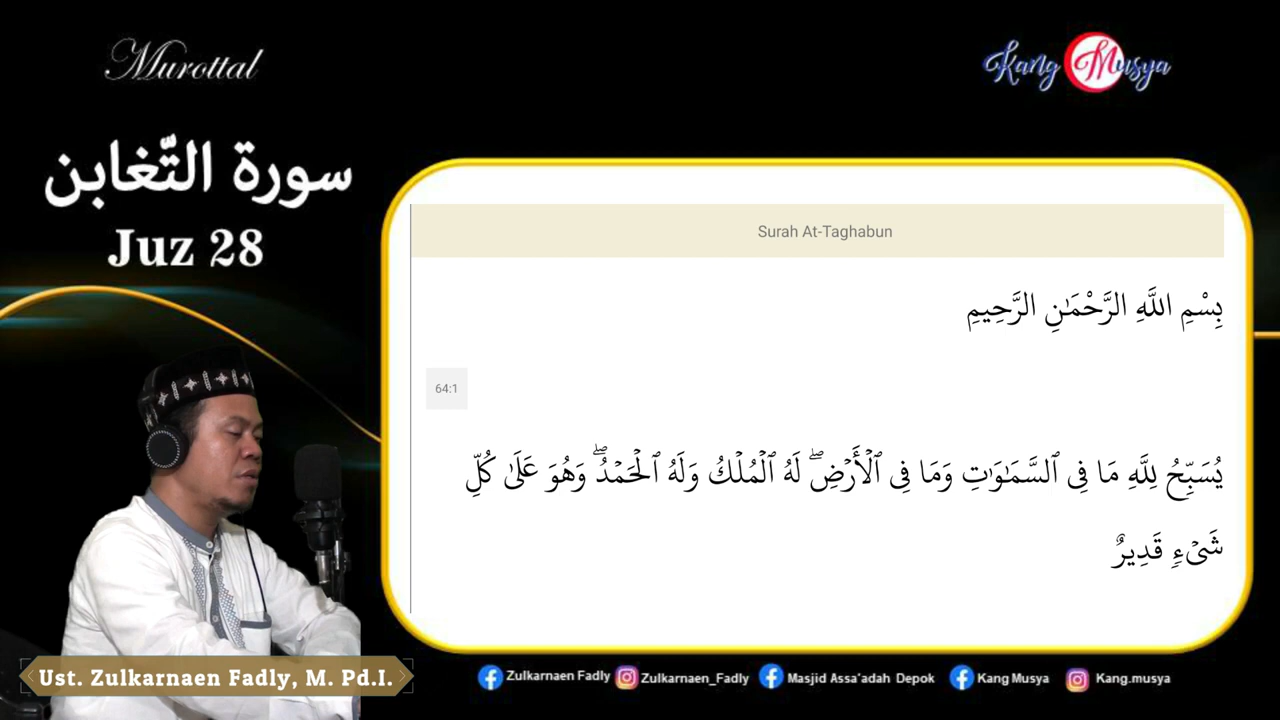 Murottal
Kang Musya
سورة التّغابن
Juz 28
Surah At-Taghabun
بِسْمِ اللَّهِ الرَّحْمَٰنِ الرَّحِيمِ
64:1
يُسَبِّحُ لِلَّهِ مَا فِى ٱلسَّمَـٰوَٰتِ وَمَا فِى ٱلْأَرْضِ ۖ لَهُ ٱلْمُلْكُ وَلَهُ ٱلْحَمْدُ ۖ وَهُوَ عَلَىٰ كُلِّ
شَىْءٍۢ قَدِيرٌ
Ust. Zulkarnaen Fadly, M. Pd.I.
Zulkarnaen Fadly Zulkarnaen_Fadly Masjid Assa'adah Depok Kang Musya Kang.musya